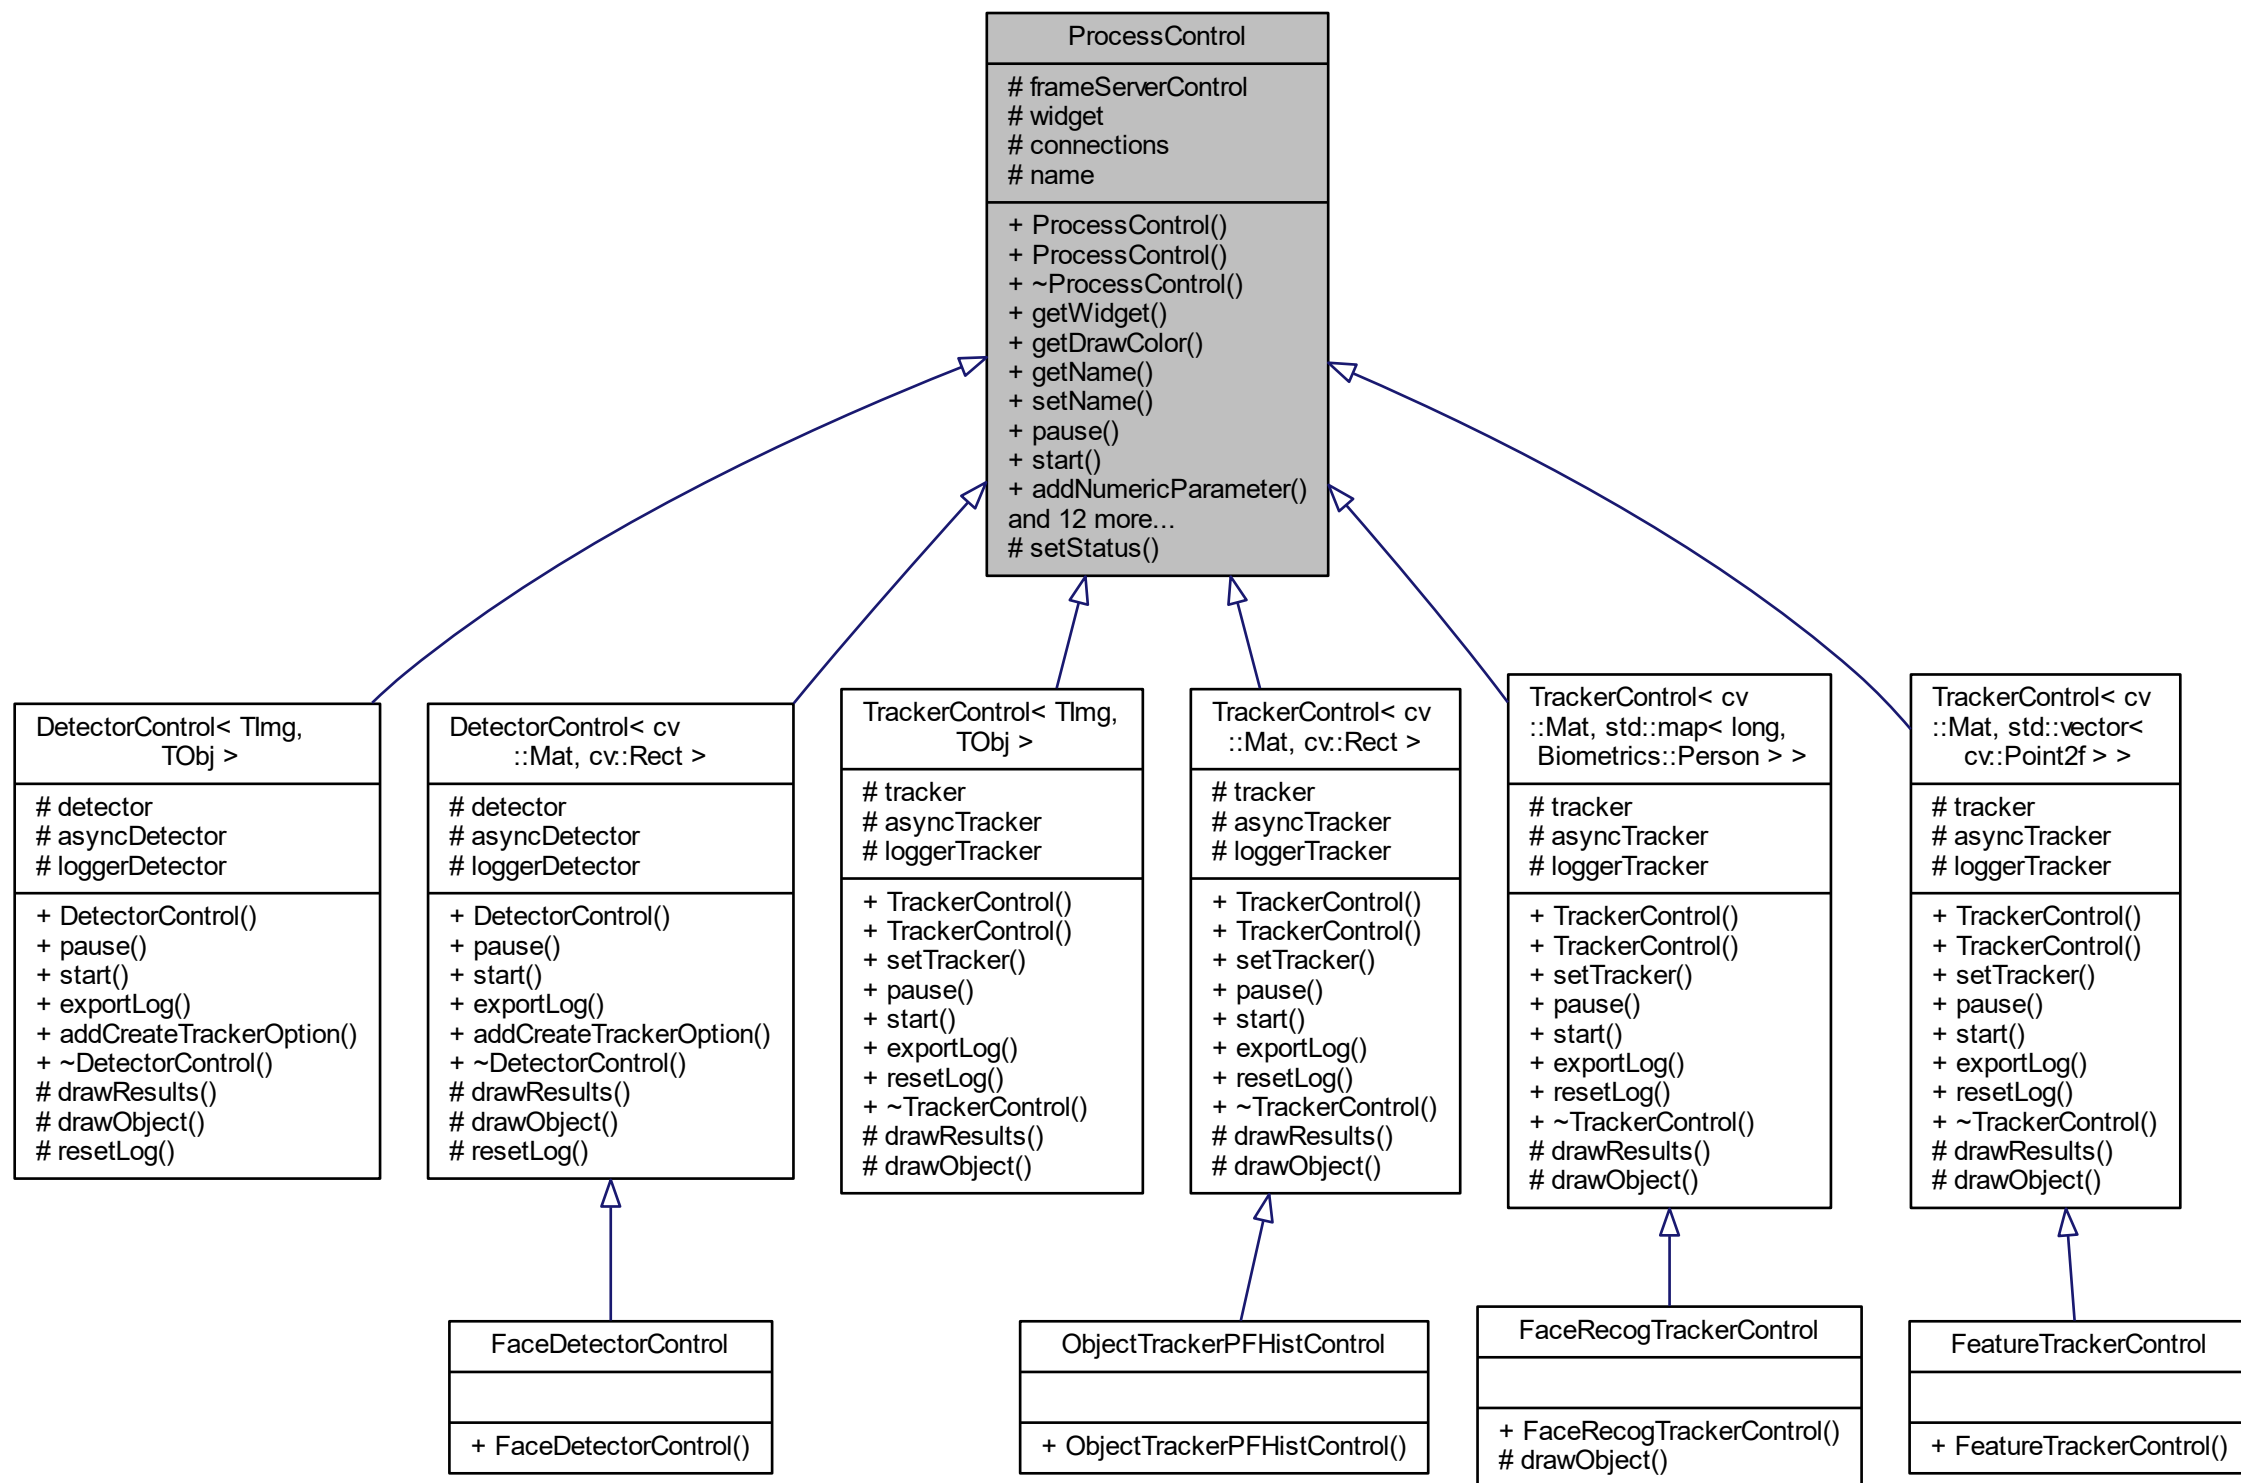 ProcessControl
# frameServerControl
# widget
# connections
# name
+ ProcessControl()
+ ProcessControl()
+ ~ProcessControl()
+ getWidget()
+ getDrawColor()
+ getName()
+ setName()
+ pause()
+ start()
+ addNumericParameter()
and 12 more...
# setStatus()
DetectorControl< TImg,
TObj >
# detector
# asyncDetector
# loggerDetector
+ DetectorControl()
+ pause()
+ start()
+ exportLog()
+ addCreateTrackerOption()
+ ~DetectorControl()
# drawResults()
# drawObject()
# resetLog()
DetectorControl< cv
::Mat, cv::Rect >
# detector
# asyncDetector
# loggerDetector
+ DetectorControl()
+ pause()
+ start()
+ exportLog()
+ addCreateTrackerOption()
+ ~DetectorControl()
# drawResults()
# drawObject()
# resetLog()
TrackerControl< TImg,
TObj >
# tracker
# asyncTracker
# loggerTracker
+ TrackerControl()
+ TrackerControl()
+ setTracker()
+ pause()
+ start()
+ exportLog()
+ resetLog()
+ ~TrackerControl()
# drawResults()
# drawObject()
TrackerControl< cv
::Mat, cv::Rect >
# tracker
# asyncTracker
# loggerTracker
+ TrackerControl()
+ TrackerControl()
+ setTracker()
+ pause()
+ start()
+ exportLog()
+ resetLog()
+ ~TrackerControl()
# drawResults()
# drawObject()
TrackerControl< cv
::Mat, std::map< long,
Biometrics::Person > >
# tracker
# asyncTracker
# loggerTracker
+ TrackerControl()
+ TrackerControl()
+ setTracker()
+ pause()
+ start()
+ exportLog()
+ resetLog()
+ ~TrackerControl()
# drawResults()
# drawObject()
TrackerControl< cv
::Mat, std::vector<
cv::Point2f > >
# tracker
# asyncTracker
# loggerTracker
+ TrackerControl()
+ TrackerControl()
+ setTracker()
+ pause()
+ start()
+ exportLog()
+ resetLog()
+ ~TrackerControl()
# drawResults()
# drawObject()
FaceDetectorControl
+ FaceDetectorControl()
ObjectTrackerPFHistControl
+ ObjectTrackerPFHistControl()
FaceRecogTrackerControl
+ FaceRecogTrackerControl()
# drawObject()
FeatureTrackerControl
+ FeatureTrackerControl()